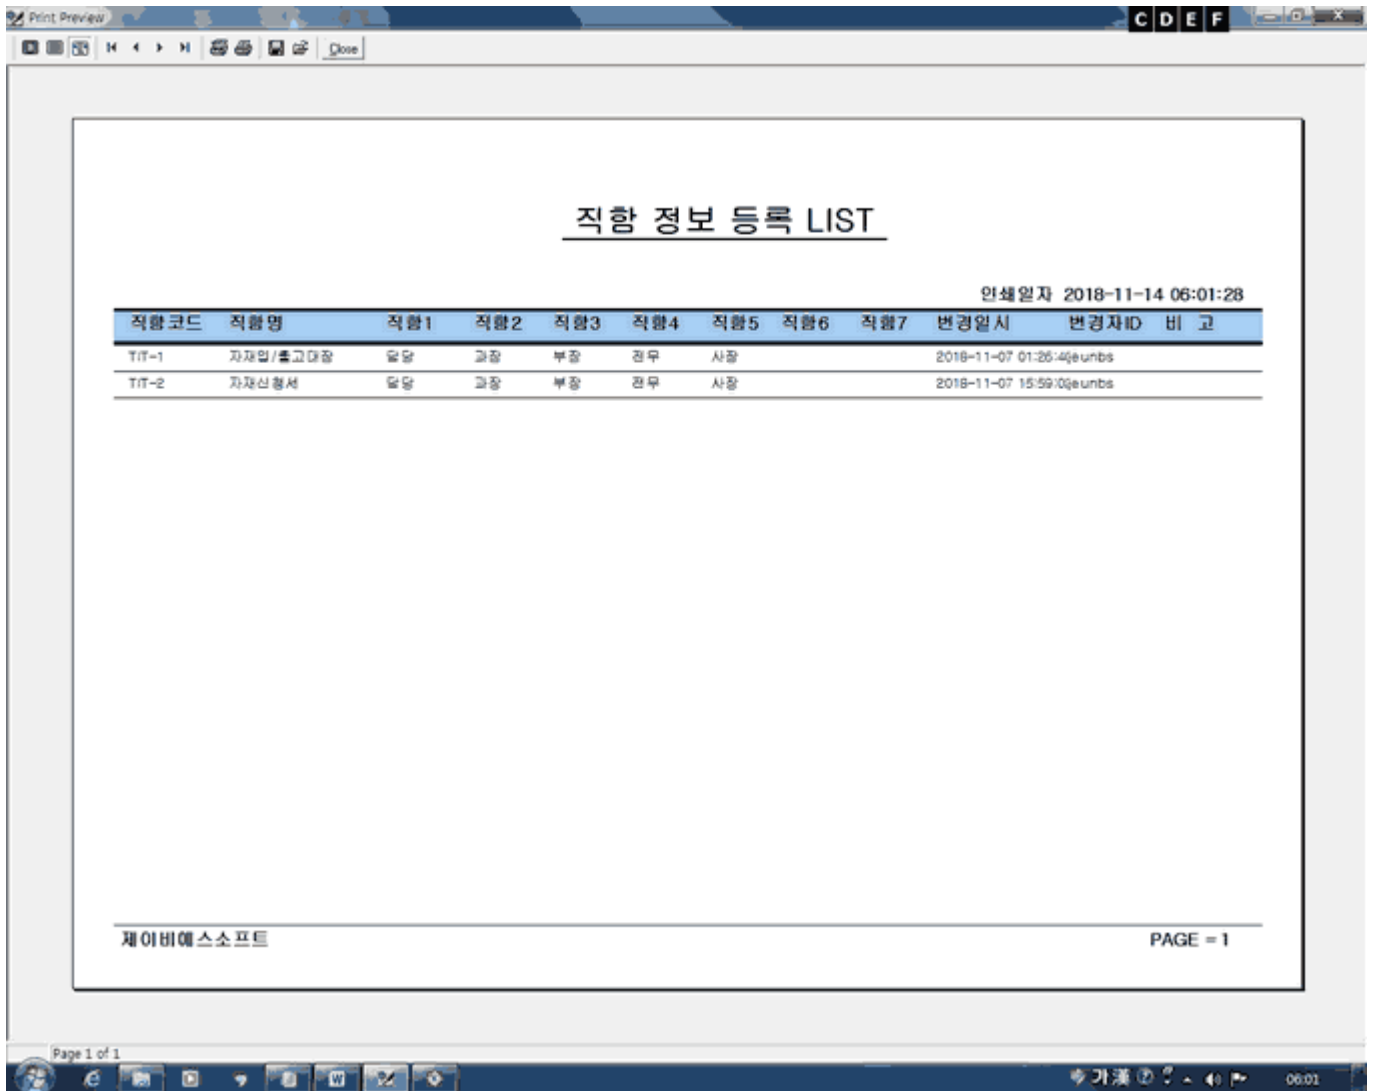 Print Preview
C D E F
Close
직함 정보 등록 LIST
인쇄일자 2018-11-14 06:01:28
직함코드 직함명 직함1 직함2 직함3 직함4 직함5 직함6 직함7 변경일시 변경자ID 비 고
TIT-1 자재입/출고대장 담당 과장 부장 전무 사장 2018-11-07 01:26:4 jeunbs
TIT-2 자재신청서 담당 과장 부장 전무 사장 2018-11-07 15:59:0 jeunbs
제이비에스소프트 PAGE = 1
Page 1 of 1
가漢 06:01